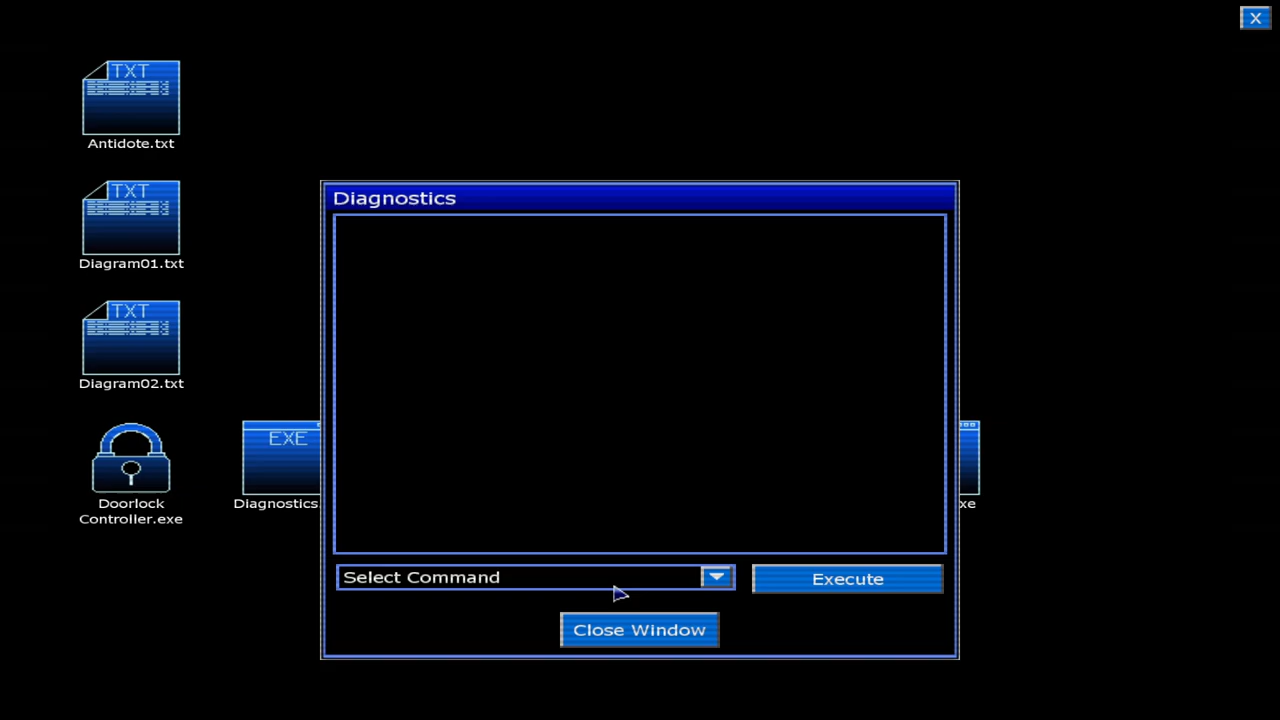 X
TXT
Antidote.txt
TXT
Diagram01.txt
TXT
Diagram02.txt
Doorlock
Controller.exe
EXE
Diagnostics.
xe
Diagnostics
Select Command
Execute
Close Window